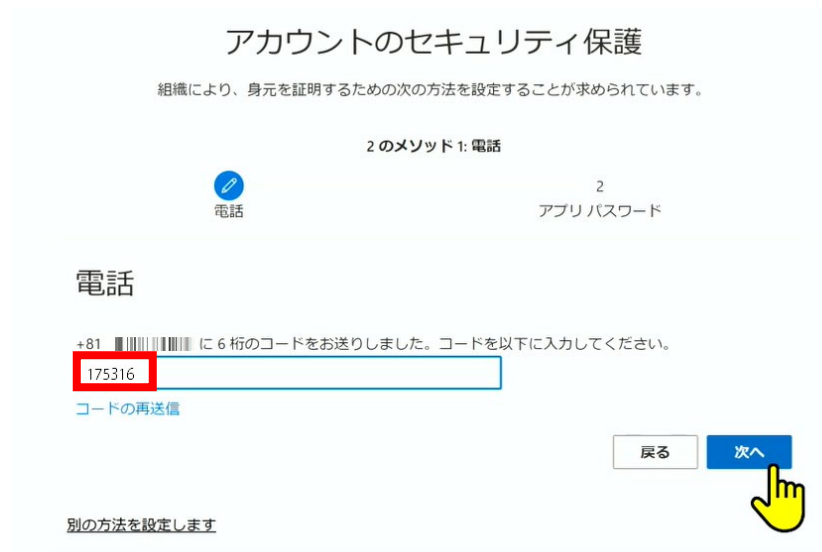 アカウントのセキュリティ保護
組織により、身元を証明するための次の方法を設定することが求められています。
2 のメソッド 1: 電話
電話
2
アプリ パスワード
電話
+81 に 6 桁のコードをお送りしました。コードを以下に入力してください。
175316
コードの再送信
戻る
次へ
別の方法を設定します